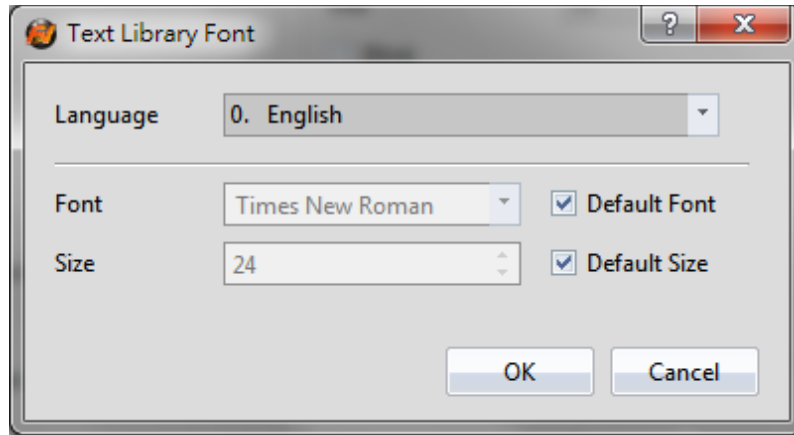 Text Library Font
Language 0. English
Font Times New Roman Default Font
Size 24 Default Size
OK Cancel